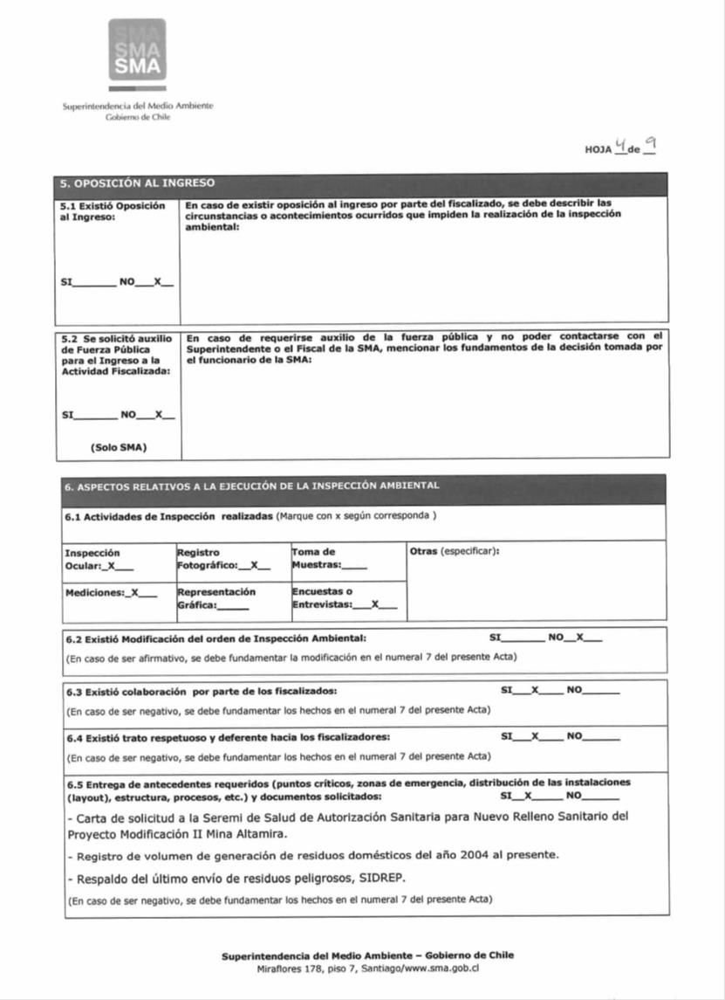 SMA
SMA
SMA
Superintendencia del Medio Ambiente
Gobierno de Chile
HOJA 4 de 9
5. OPOSICIÓN AL INGRESO
5.1 Existió Oposición
al Ingreso:
SI________ NO___X__
En caso de existir oposición al ingreso por parte del fiscalizado, se debe describir las
circunstancias o acontecimientos ocurridos que impiden la realización de la inspección
ambiental:
5.2 Se solicitó auxilio
de Fuerza Pública
para el Ingreso a la
Actividad Fiscalizada:
SI________ NO___X__
(Solo SMA)
En caso de requerirse auxilio de la fuerza pública y no poder contactarse con el
Superintendente o el Fiscal de la SMA, mencionar los fundamentos de la decisión tomada por
el funcionario de la SMA:
6. ASPECTOS RELATIVOS A LA EJECUCIÓN DE LA INSPECCIÓN AMBIENTAL
6.1 Actividades de Inspección realizadas (Marque con x según corresponda )
Inspección
Ocular:_X___
Registro
Fotográfico:__X__
Toma de
Muestras:____
Otras (especificar):
Mediciones:_X___
Representación
Gráfica:_____
Encuestas o
Entrevistas:___X___
6.2 Existió Modificación del orden de Inspección Ambiental: SI________ NO__X___
(En caso de ser afirmativo, se debe fundamentar la modificación en el numeral 7 del presente Acta)
6.3 Existió colaboración por parte de los fiscalizados: SI___X____ NO_______
(En caso de ser negativo, se debe fundamentar los hechos en el numeral 7 del presente Acta)
6.4 Existió trato respetuoso y deferente hacia los fiscalizadores: SI___X____ NO_______
(En caso de ser negativo, se debe fundamentar los hechos en el numeral 7 del presente Acta)
6.5 Entrega de antecedentes requeridos (puntos críticos, zonas de emergencia, distribución de las instalaciones
(layout), estructura, procesos, etc.) y documentos solicitados: SI__X_____ NO_______
- Carta de solicitud a la Seremi de Salud de Autorización Sanitaria para Nuevo Relleno Sanitario del
Proyecto Modificación II Mina Altamira.
- Registro de volumen de generación de residuos domésticos del año 2004 al presente.
- Respaldo del último envío de residuos peligrosos, SIDREP.
(En caso de ser negativo, se debe fundamentar los hechos en el numeral 7 del presente Acta)
Superintendencia del Medio Ambiente – Gobierno de Chile
Miraflores 178, piso 7, Santiago/www.sma.gob.cl